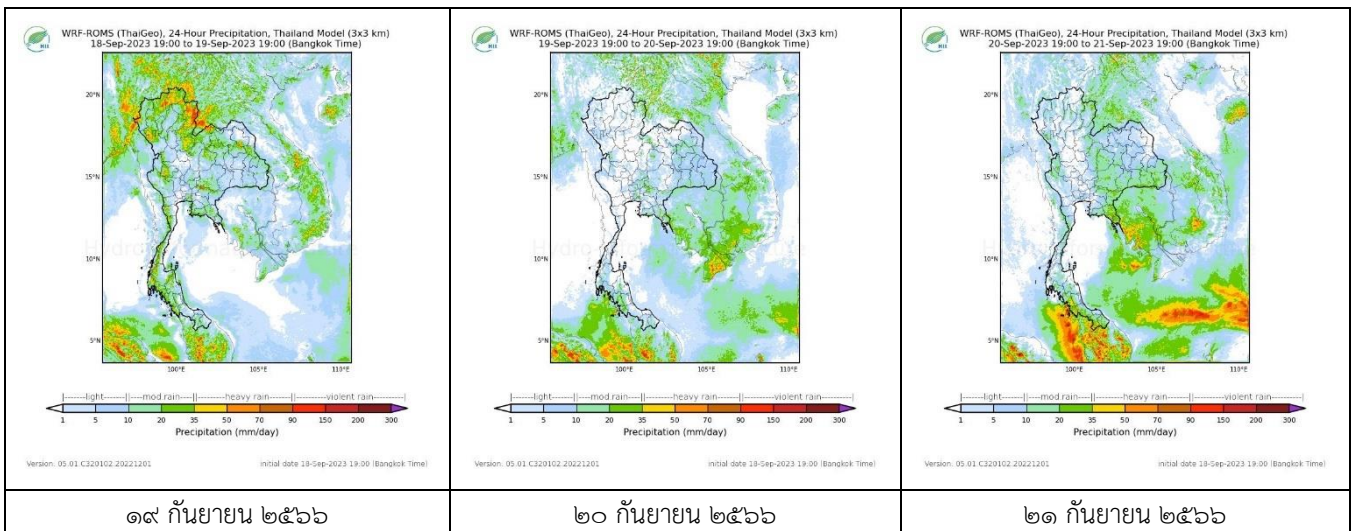 WRF-ROMS (ThaiGeo), 24-Hour Precipitation, Thailand Model (3x3 km)
18-Sep-2023 19:00 to 19-Sep-2023 19:00 (Bangkok Time)
HII
20°N
15°N
10°N
5°N
100°E
105°E
110°E
|-------light-------||----mod.rain-----||--------heavy rain--------||--------violent rain--------|
1 5 10 20 35 50 70 90 150 200 300
Precipitation (mm/day)
Version: 05.01 C320102.20221201
initial date 18-Sep-2023 19:00 (Bangkok Time)
๑๙ กันยายน ๒๕๖๖
WRF-ROMS (ThaiGeo), 24-Hour Precipitation, Thailand Model (3x3 km)
19-Sep-2023 19:00 to 20-Sep-2023 19:00 (Bangkok Time)
HII
20°N
15°N
10°N
5°N
100°E
105°E
110°E
|-------light-------||----mod.rain-----||--------heavy rain--------||--------violent rain--------|
1 5 10 20 35 50 70 90 150 200 300
Precipitation (mm/day)
Version: 05.01 C320102.20221201
initial date 18-Sep-2023 19:00 (Bangkok Time)
๒๐ กันยายน ๒๕๖๖
WRF-ROMS (ThaiGeo), 24-Hour Precipitation, Thailand Model (3x3 km)
20-Sep-2023 19:00 to 21-Sep-2023 19:00 (Bangkok Time)
HII
20°N
15°N
10°N
5°N
100°E
105°E
110°E
|-------light-------||----mod.rain-----||--------heavy rain--------||--------violent rain--------|
1 5 10 20 35 50 70 90 150 200 300
Precipitation (mm/day)
Version: 05.01 C320102.20221201
initial date 18-Sep-2023 19:00 (Bangkok Time)
๒๑ กันยายน ๒๕๖๖